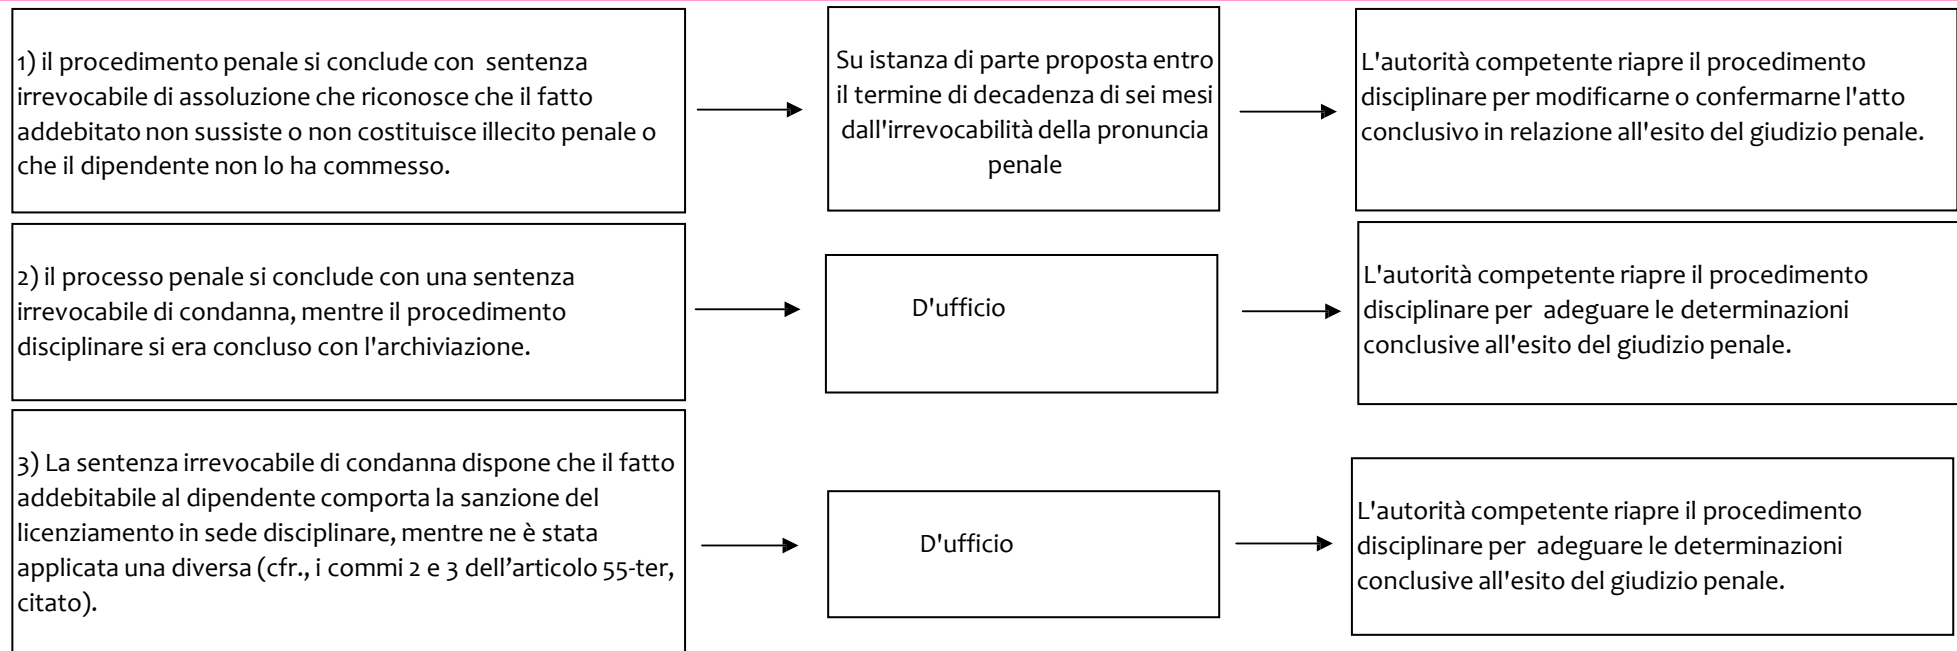 1) il procedimento penale si conclude con sentenza
irrevocabile di assoluzione che riconosce che il fatto
addebitato non sussiste o non costituisce illecito penale o
che il dipendente non lo ha commesso.
Su istanza di parte proposta entro
il termine di decadenza di sei mesi
dall'irrevocabilità della pronuncia
penale
L'autorità competente riapre il procedimento
disciplinare per modificarne o confermarne l'atto
conclusivo in relazione all'esito del giudizio penale.
2) il processo penale si conclude con una sentenza
irrevocabile di condanna, mentre il procedimento
disciplinare si era concluso con l'archiviazione.
D'ufficio
L'autorità competente riapre il procedimento
disciplinare per adeguare le determinazioni
conclusive all'esito del giudizio penale.
3) La sentenza irrevocabile di condanna dispone che il fatto
addebitabile al dipendente comporta la sanzione del
licenziamento in sede disciplinare, mentre ne è stata
applicata una diversa (cfr., i commi 2 e 3 dell’articolo 55-ter,
citato).
D'ufficio
L'autorità competente riapre il procedimento
disciplinare per adeguare le determinazioni
conclusive all'esito del giudizio penale.